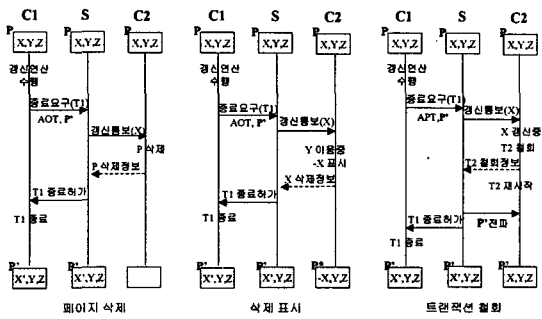 C1 S C2 C1 S C2 C1 S C2
P P P
X,Y,Z X,Y,Z X,Y,Z X,Y,Z X,Y,Z X,Y,Z X,Y,Z X,Y,Z X,Y,Z
갱신연산 갱신연산 갱신연산
수행 수행 수행
종료요구(T1) 종료요구(T1) 종료요구(T1)
AOT, P' AOT, P' APT, P'
갱신통보(X) 갱신통보(X) 갱신통보(X)
P 삭제 Y 이용중 X 갱신중
-X 표시 T2 철회
P 삭제정보 X 삭제정보 T2 철회정보
T1 종료허가 T1 종료허가 T2 재시작
T1 종료허가 P'전파
T1 종료 T1 종료 T1 종료
P' P' P' P' P' P' P'
X',Y,Z X',Y,Z X',Y,Z X',Y,Z -X,Y,Z X',Y,Z X',Y,Z X',Y,Z
페이지 삭제 삭제 표시 트랜잭션 철회